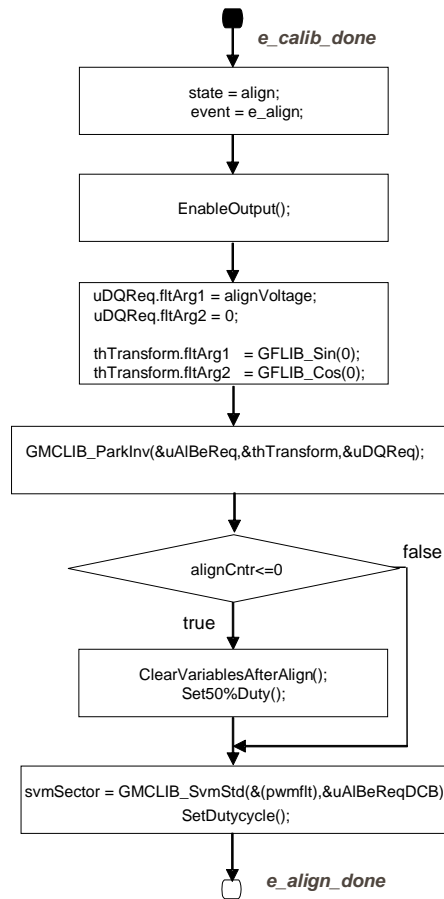 e_calib_done
state = align;
event = e_align;
EnableOutput();
uDQReq.fltArg1 = alignVoltage;
uDQReq.fltArg2 = 0;
thTransform.fltArg1 = GFLIB_Sin(0);
thTransform.fltArg2 = GFLIB_Cos(0);
GMCLIB_ParkInv(&uAlBeReq,&thTransform,&uDQReq);
alignCntr<=0
false
true
ClearVariablesAfterAlign();
Set50%Duty();
svmSector = GMCLIB_SvmStd(&(pwmflt),&uAlBeReqDCB)
SetDutycycle();
e_align_done